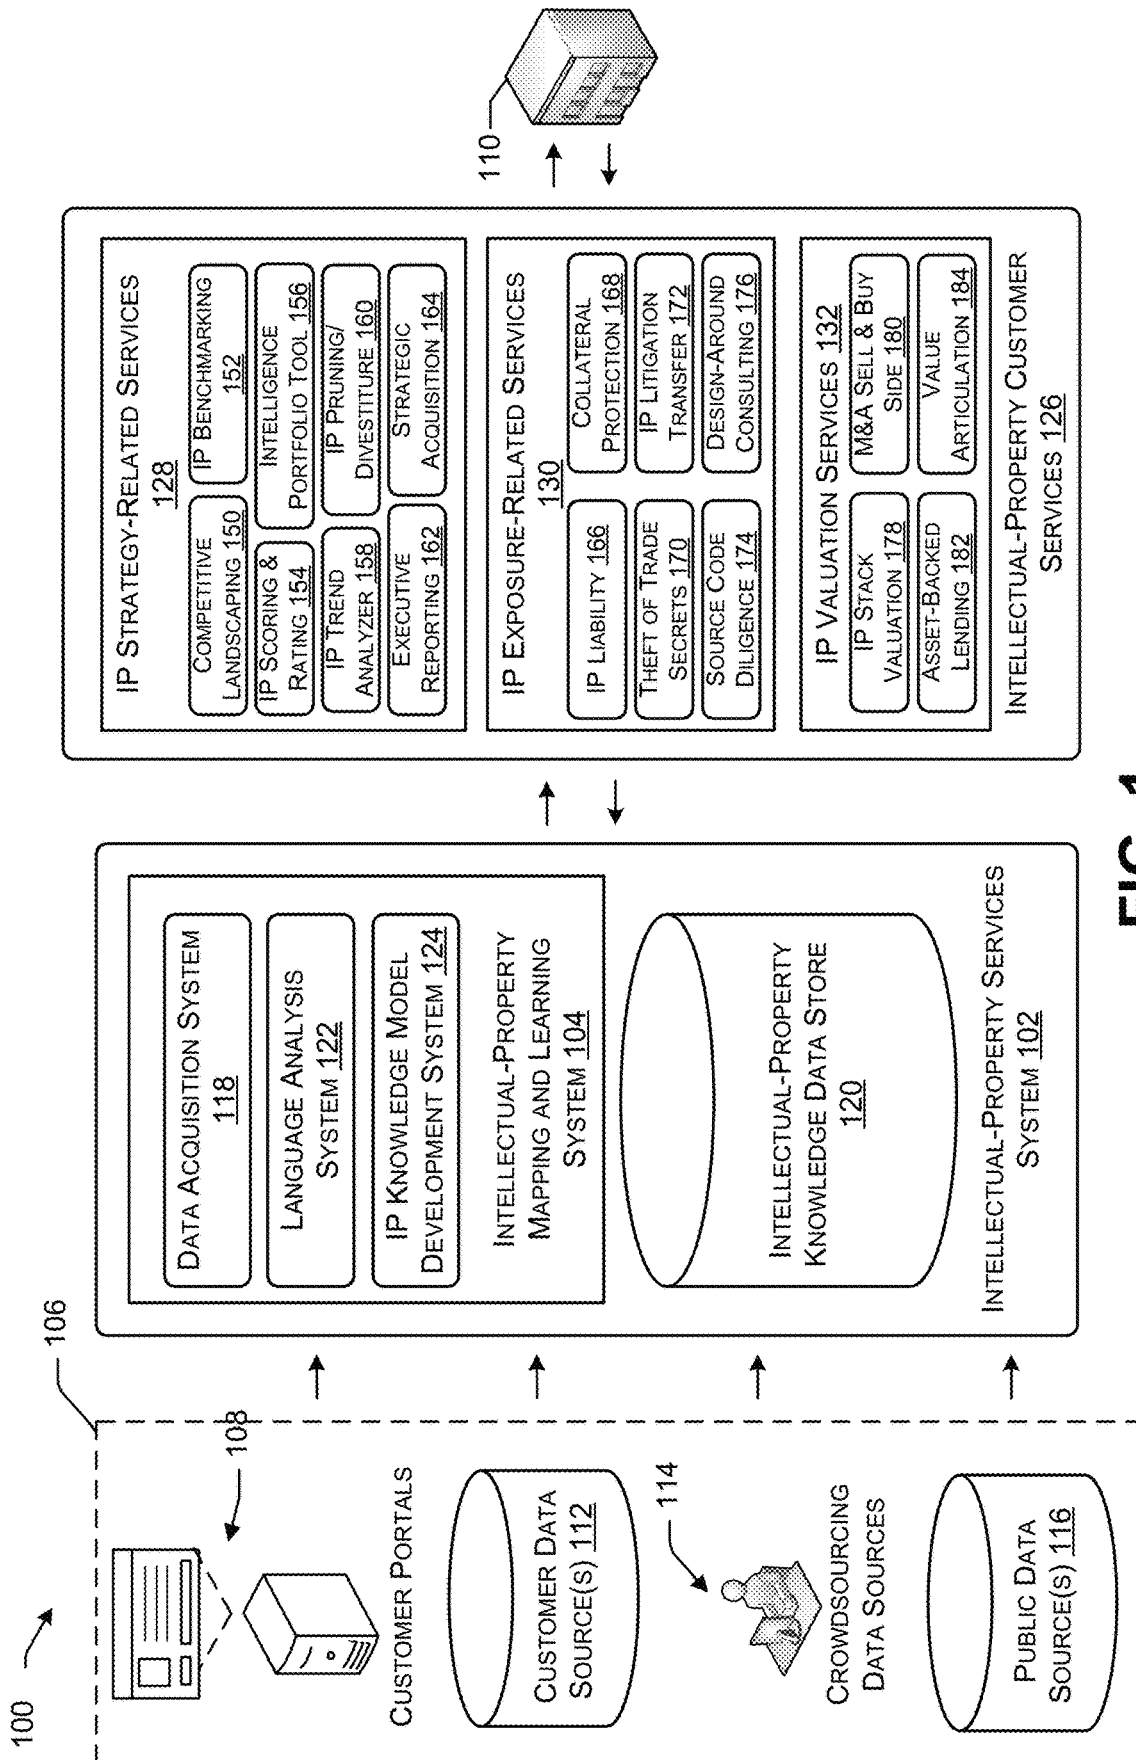 100
106
108
CUSTOMER PORTALS
CUSTOMER DATA
SOURCE(S) 112
114
CROWDSOURCING
DATA SOURCES
PUBLIC DATA
SOURCE(S) 116
DATA ACQUISITION SYSTEM
118
LANGUAGE ANALYSIS
SYSTEM 122
IP KNOWLEDGE MODEL
DEVELOPMENT SYSTEM 124
INTELLECTUAL-PROPERTY
MAPPING AND LEARNING
SYSTEM 104
INTELLECTUAL-PROPERTY
KNOWLEDGE DATA STORE
120
INTELLECTUAL-PROPERTY SERVICES
SYSTEM 102
IP STRATEGY-RELATED SERVICES
128
COMPETITIVE
LANDSCAPING 150
IP BENCHMARKING
152
IP SCORING &
RATING 154
INTELLIGENCE
PORTFOLIO TOOL 156
IP TREND
ANALYZER 158
IP PRUNING/
DIVESTITURE 160
EXECUTIVE
REPORTING 162
STRATEGIC
ACQUISITION 164
IP EXPOSURE-RELATED SERVICES
130
IP LIABILITY 166
COLLATERAL
PROTECTION 168
THEFT OF TRADE
SECRETS 170
IP LITIGATION
TRANSFER 172
SOURCE CODE
DILIGENCE 174
DESIGN-AROUND
CONSULTING 176
IP VALUATION SERVICES 132
IP STACK
VALUATION 178
M&A SELL & BUY
SIDE 180
ASSET-BACKED
LENDING 182
VALUE
ARTICULATION 184
INTELLECTUAL-PROPERTY CUSTOMER
SERVICES 126
110
FIG. 1